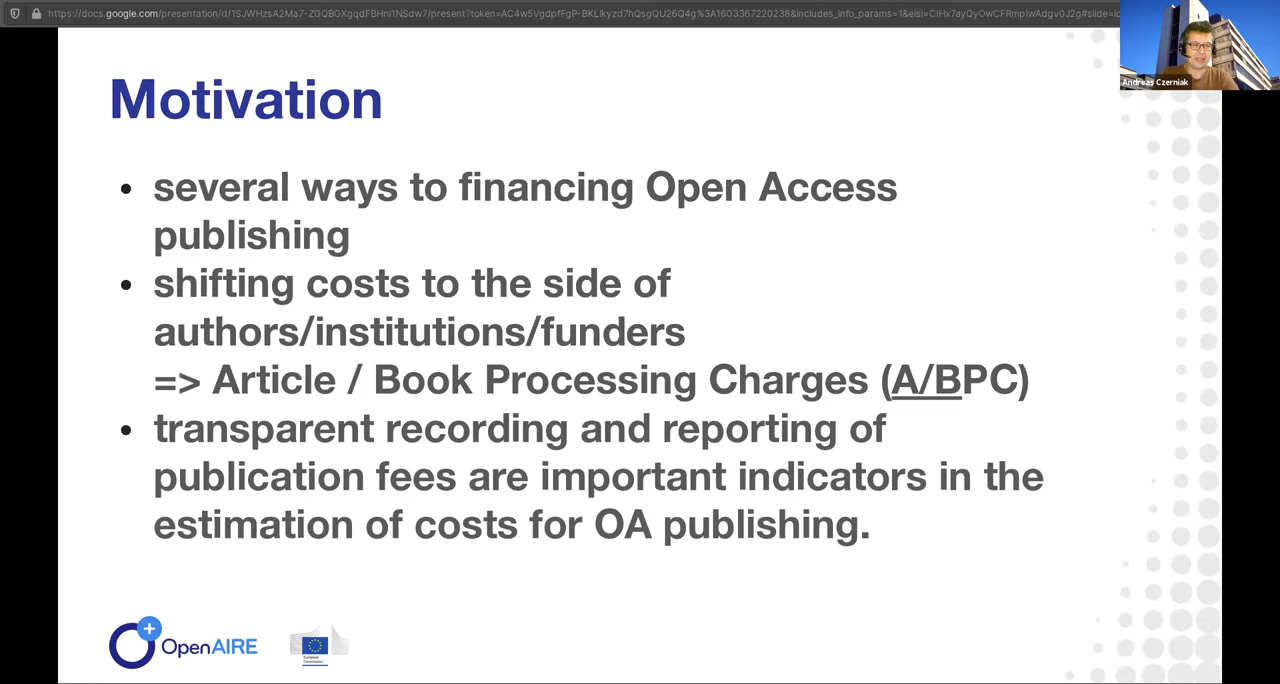 Andreas Czerniak
Motivation
• several ways to financing Open Access
publishing
• shifting costs to the side of
authors/institutions/funders
=> Article / Book Processing Charges (A/BPC)
• transparent recording and reporting of
publication fees are important indicators in the
estimation of costs for OA publishing.
OpenAIRE
European
Commission